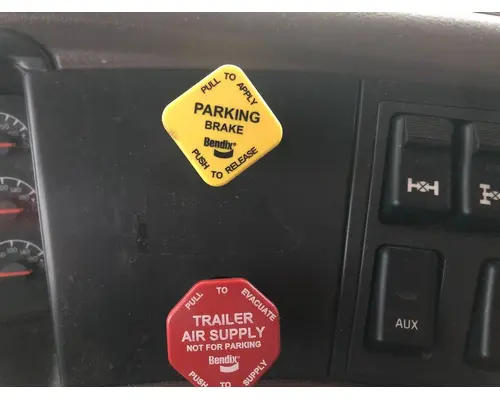 PULL TO APPLY
PARKING
BRAKE
Bendix
PUSH TO RELEASE
PULL TO EVACUATE
TRAILER
AIR SUPPLY
NOT FOR PARKING
Bendix
PUSH TO SUPPLY
AUX